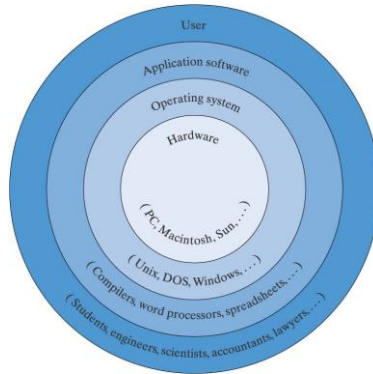 User
Application software
Operating system
Hardware
( PC, Macintosh, Sun, . . . )
( Unix, DOS, Windows, . . . . )
( Compilers, word processors, spreadsheets, . . . )
( Students, engineers, scientists, accountants, lawyers, . . . )